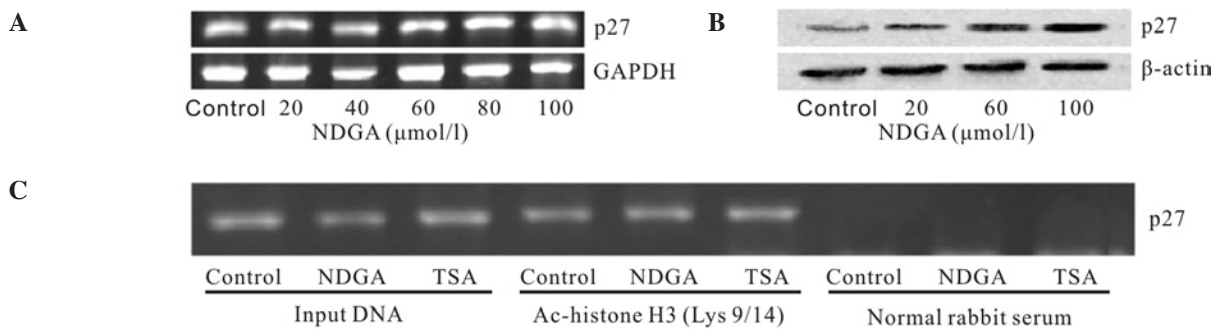 A
p27
GAPDH
Control 20 40 60 80 100
NDGA (μmol/l)
B
p27
β-actin
Control 20 60 100
NDGA (μmol/l)
C
p27
Control NDGA TSA Control NDGA TSA Control NDGA TSA
Input DNA Ac-histone H3 (Lys 9/14) Normal rabbit serum